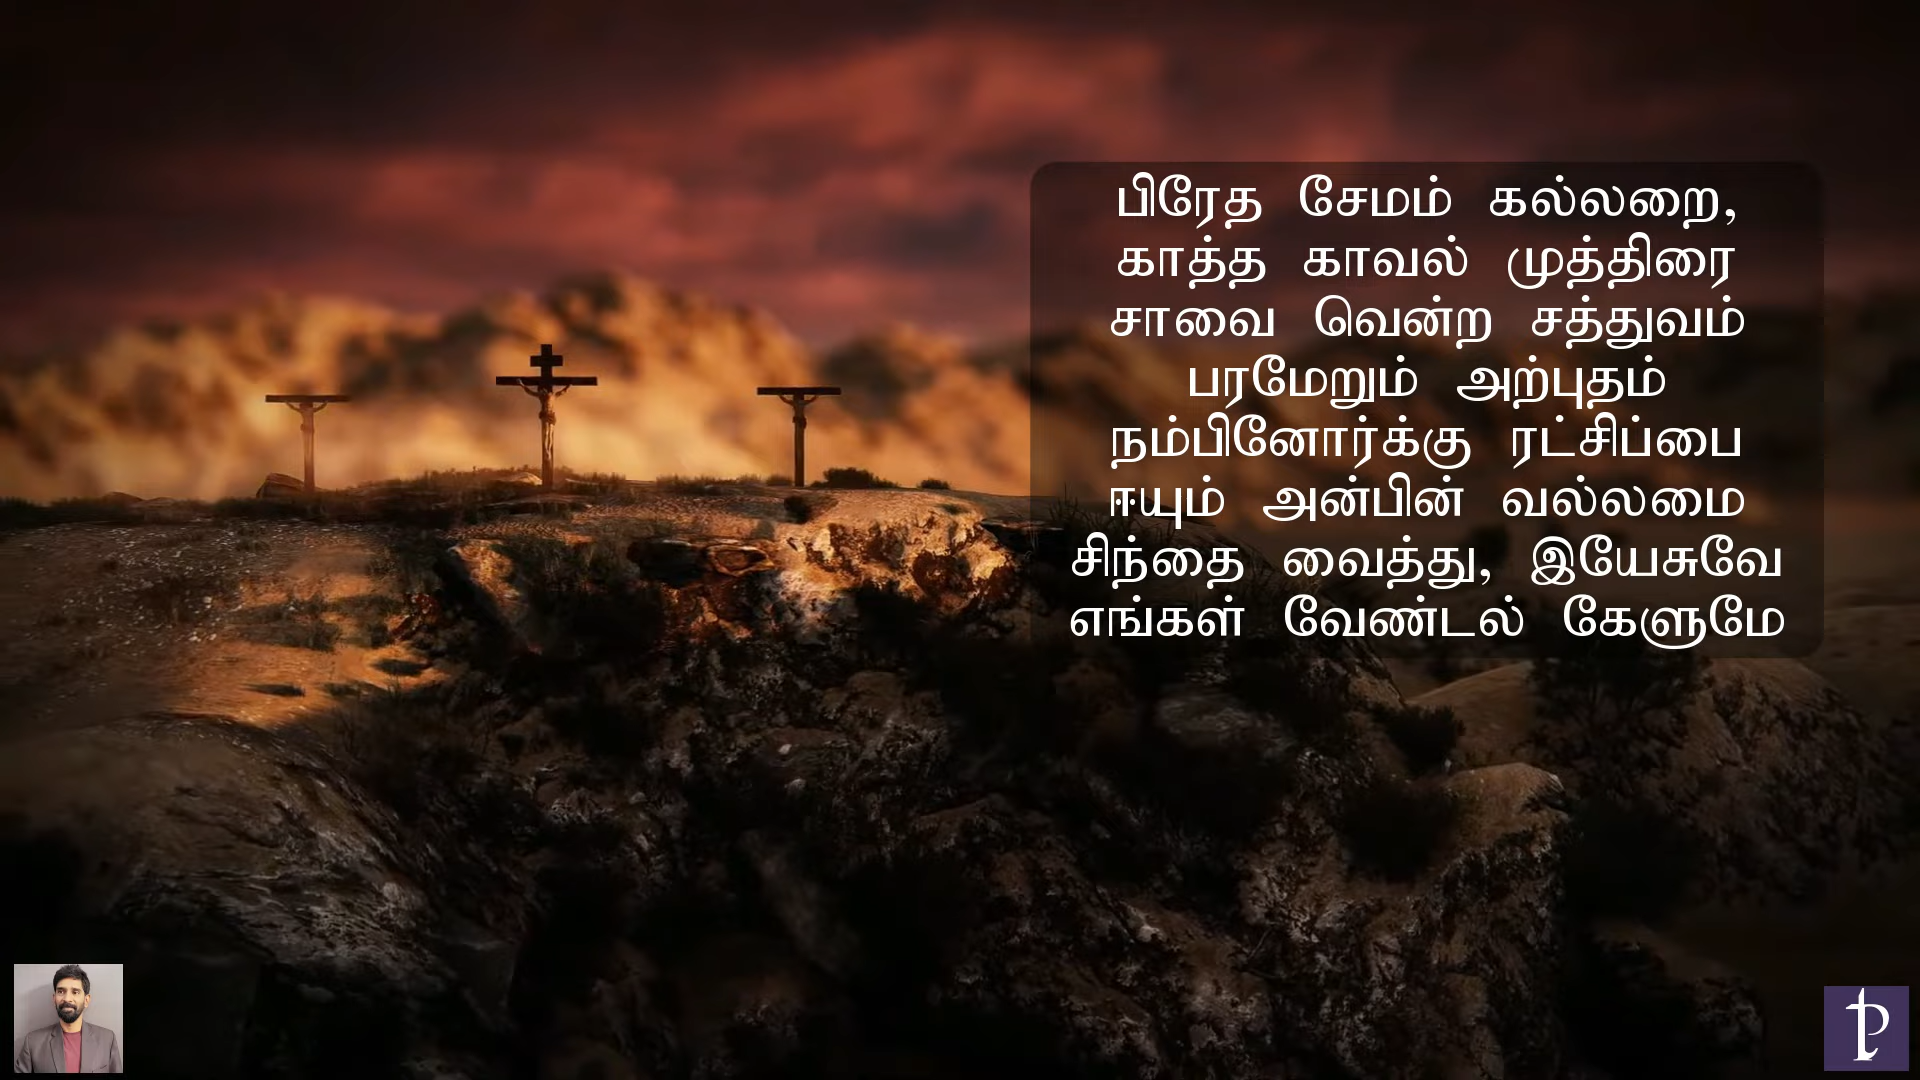 பிரேத சேமம் கல்லறை,
காத்த காவல் முத்திரை
சாவை வென்ற சத்துவம்
பரமேறும் அற்புதம்
நம்பினோர்க்கு ரட்சிப்பை
ஈயும் அன்பின் வல்லமை
சிந்தை வைத்து, இயேசுவே
எங்கள் வேண்டல் கேளுமே